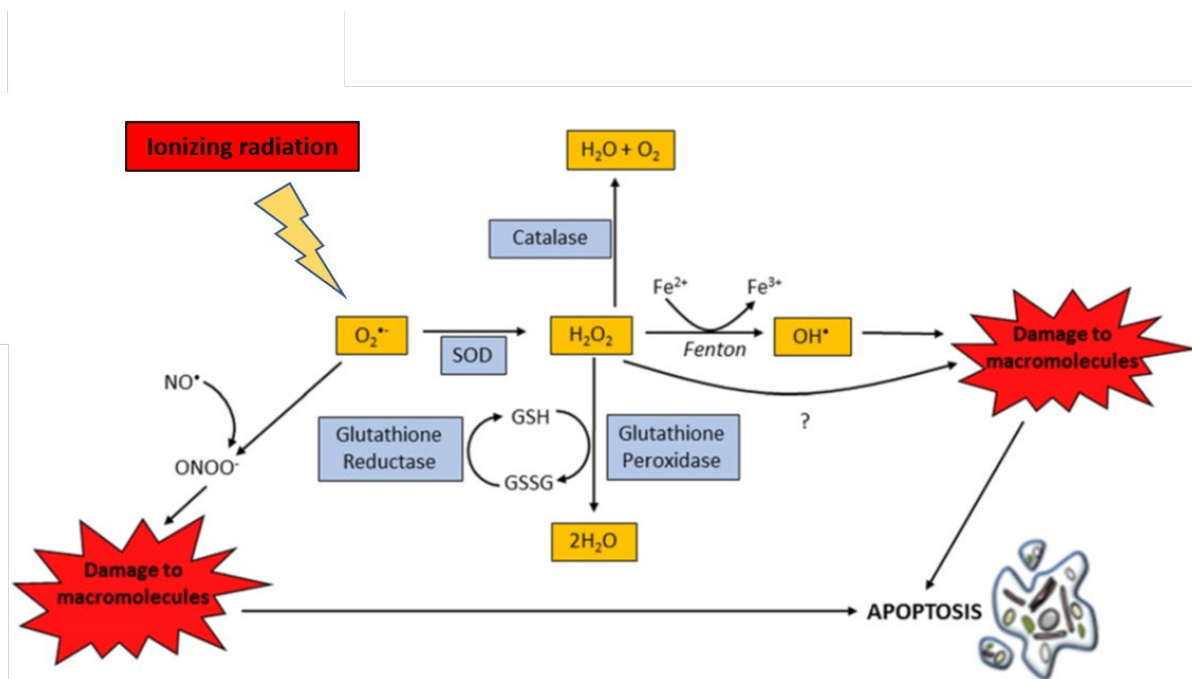 Ionizing radiation
H₂O + O₂
Catalase
Fe²⁺
Fe³⁺
O₂•⁻
SOD
H₂O₂
Fenton
OH•
Damage to
macromolecules
?
NO•
ONOO⁻
Glutathione
Reductase
GSH
GSSG
Glutathione
Peroxidase
2H₂O
Damage to
macromolecules
APOPTOSIS